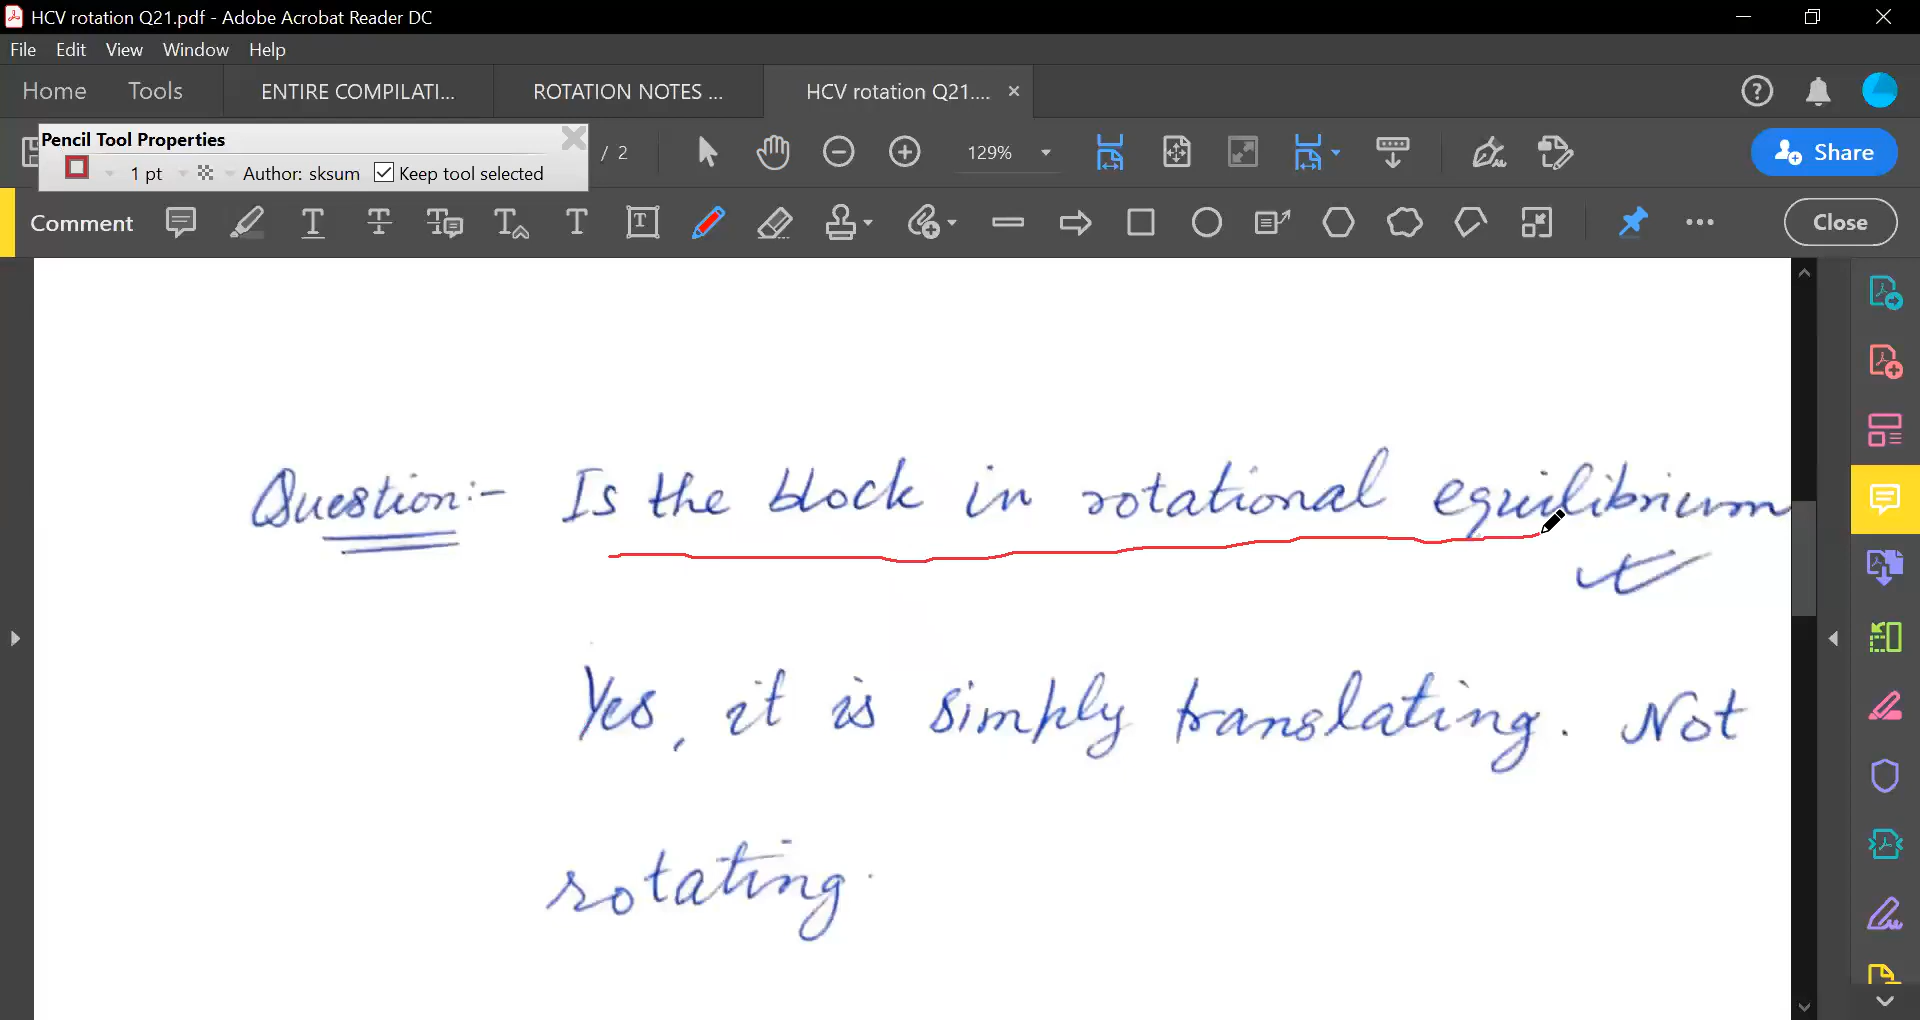 HCV rotation Q21.pdf - Adobe Acrobat Reader DC
File Edit View Window Help
Home Tools ENTIRE COMPILATI... ROTATION NOTES ... HCV rotation Q21....
Pencil Tool Properties
1 pt Author: sksum Keep tool selected
/ 2 129% Share
Comment Close
Question:- Is the block in rotational equilibrium
Yes, it is simply translating. Not
rotating.